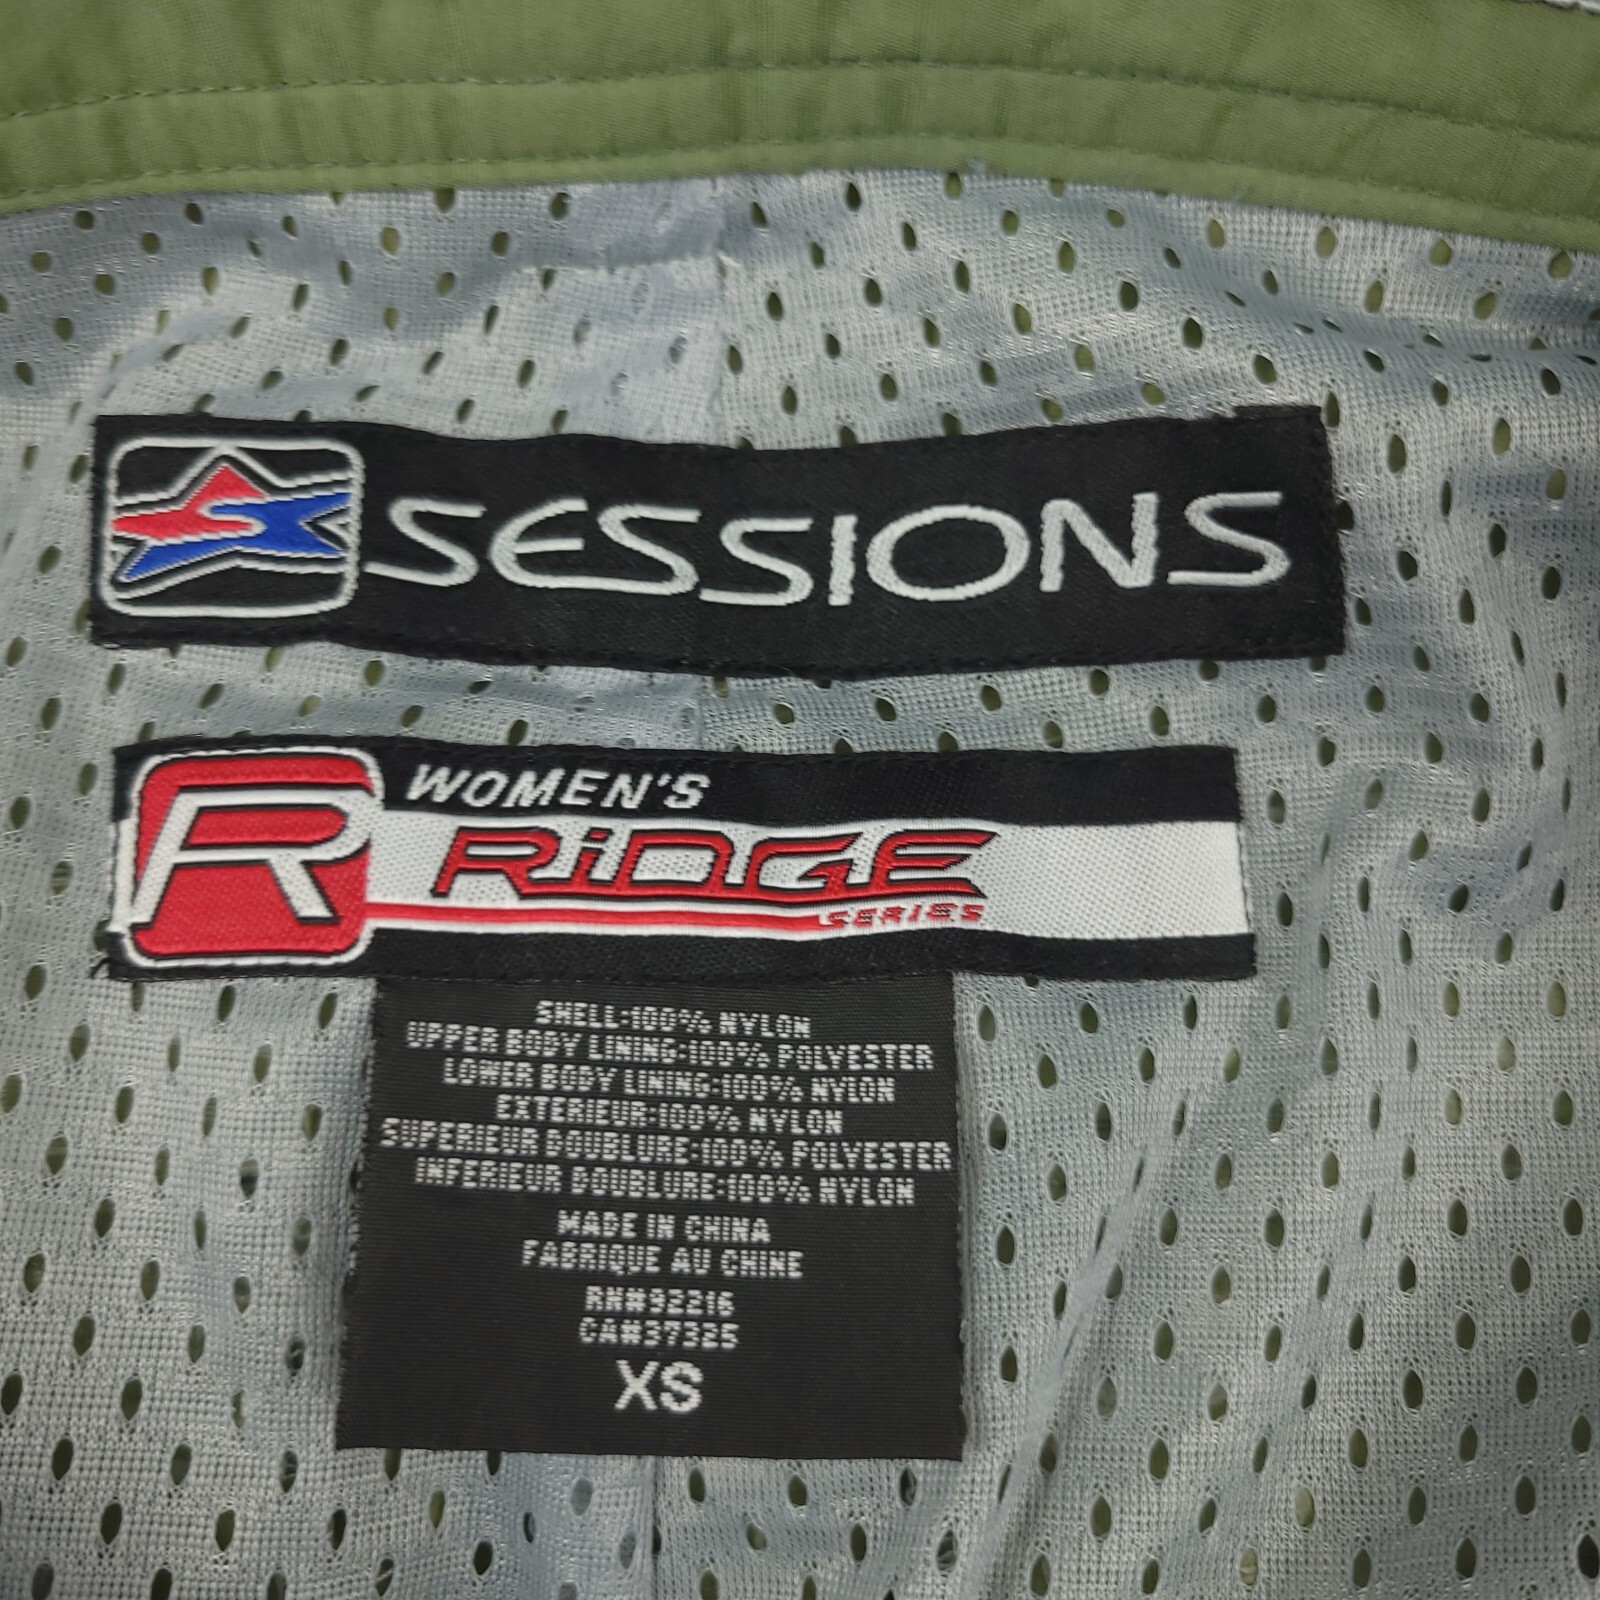 SESSIONS
R
WOMEN'S
RIDGE
SERIES
SHELL:100% NYLON
UPPER BODY LINING:100% POLYESTER
LOWER BODY LINING:100% NYLON
EXTERIEUR:100% NYLON
SUPERIEUR DOUBLURE:100% POLYESTER
INFERIEUR DOUBLURE:100% NYLON
MADE IN CHINA
FABRIQUE AU CHINE
RN#92216
CA#37325
XS